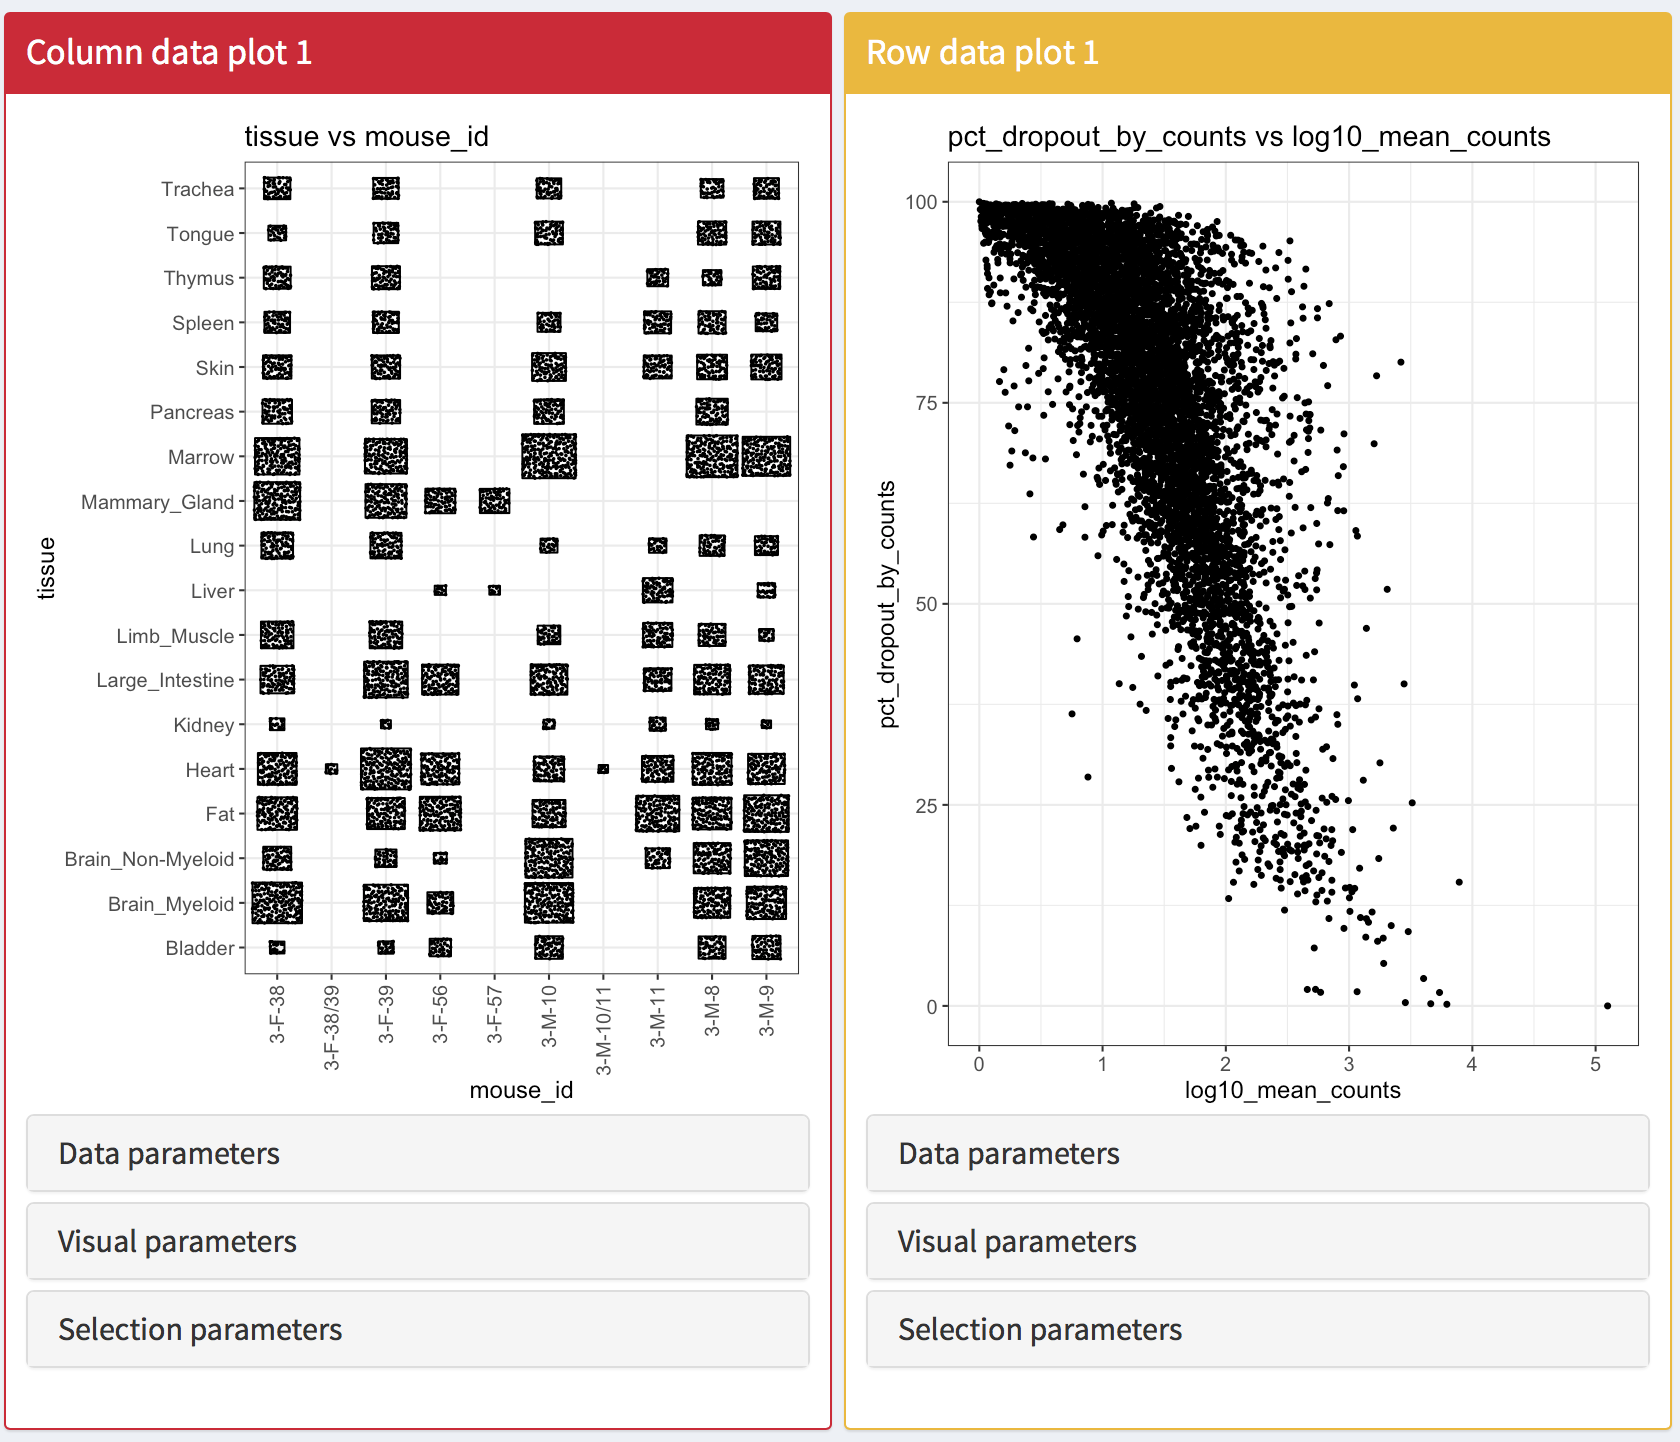 Column data plot 1
tissue vs mouse_id
Trachea
Tongue
Thymus
Spleen
Skin
Pancreas
Marrow
Mammary_Gland
Lung
Liver
Limb_Muscle
Large_Intestine
Kidney
Heart
Fat
Brain_Non-Myeloid
Brain_Myeloid
Bladder
tissue
3-F-38
3-F-38/39
3-F-39
3-F-56
3-F-57
3-M-10
3-M-10/11
3-M-11
3-M-8
3-M-9
mouse_id
Data parameters
Visual parameters
Selection parameters
Row data plot 1
pct_dropout_by_counts vs log10_mean_counts
100
75
50
25
0
pct_dropout_by_counts
0
1
2
3
4
5
log10_mean_counts
Data parameters
Visual parameters
Selection parameters